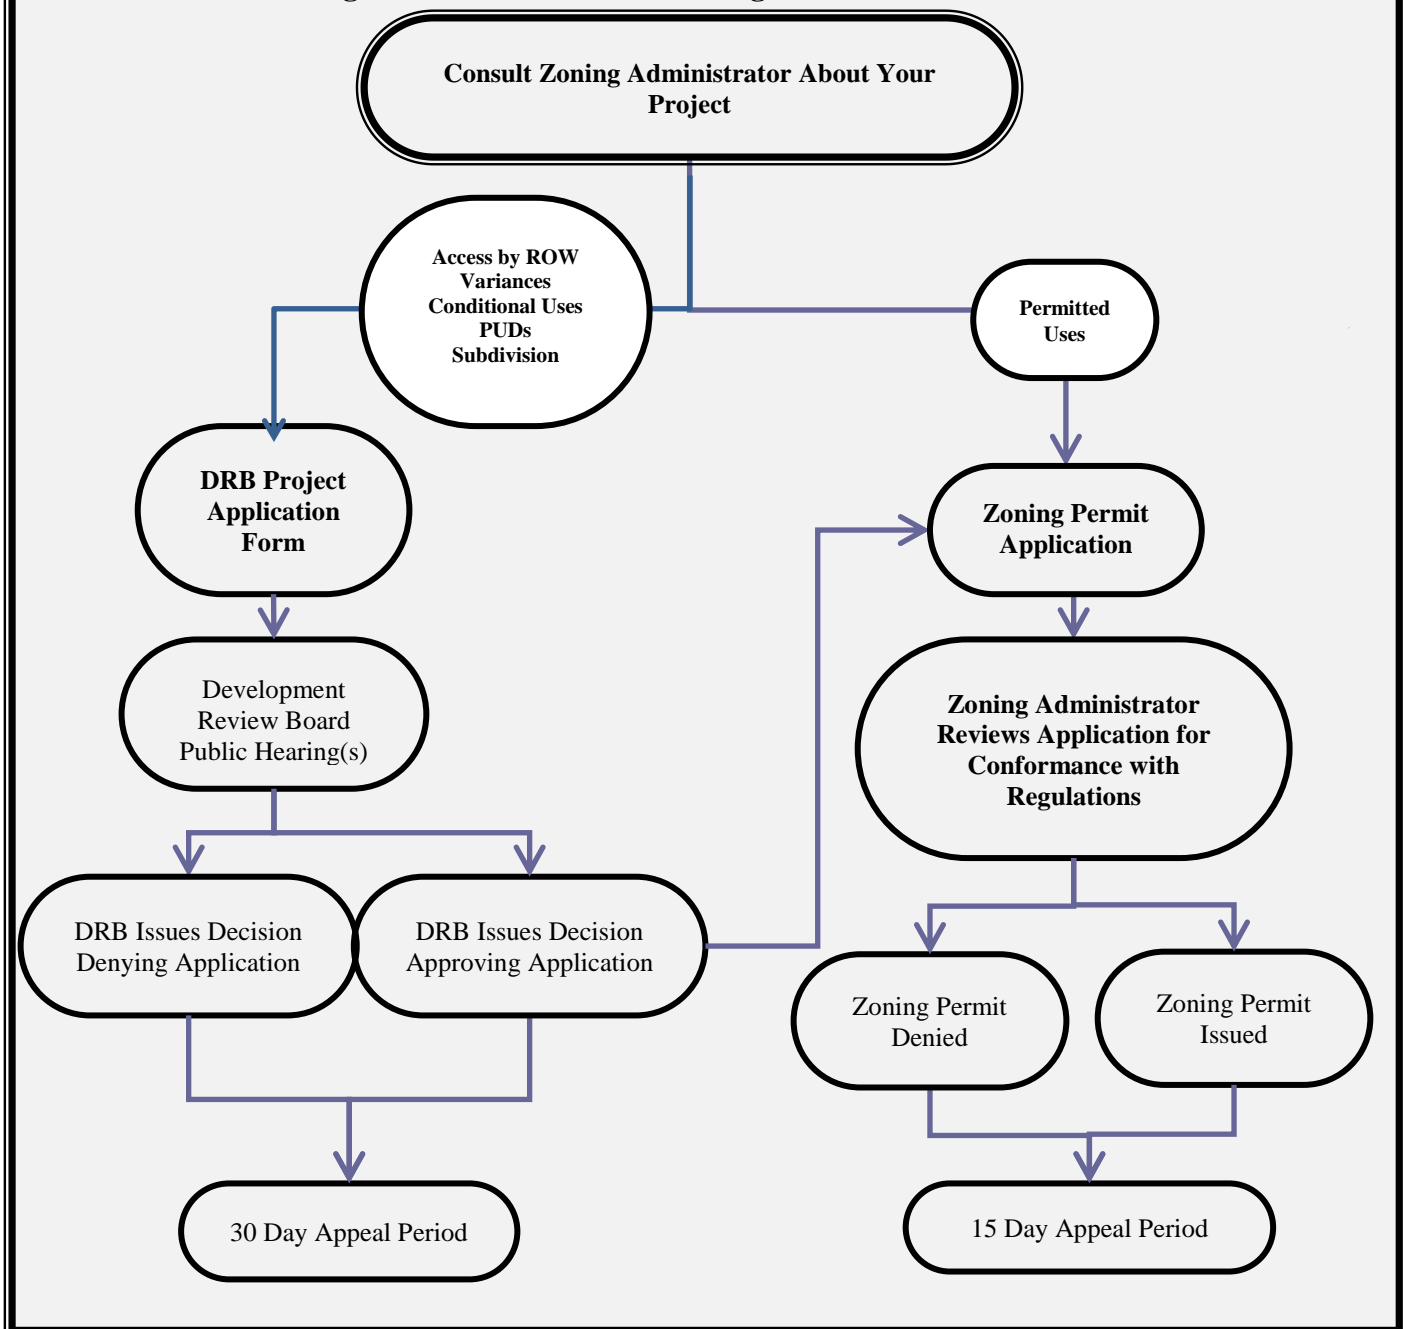 Consult Zoning Administrator About Your
Project
Access by ROW
Variances
Conditional Uses
PUDs
Subdivision
Permitted
Uses
DRB Project
Application
Form
Zoning Permit
Application
Development
Review Board
Public Hearing(s)
Zoning Administrator
Reviews Application for
Conformance with
Regulations
DRB Issues Decision
Denying Application
DRB Issues Decision
Approving Application
Zoning Permit
Denied
Zoning Permit
Issued
30 Day Appeal Period
15 Day Appeal Period